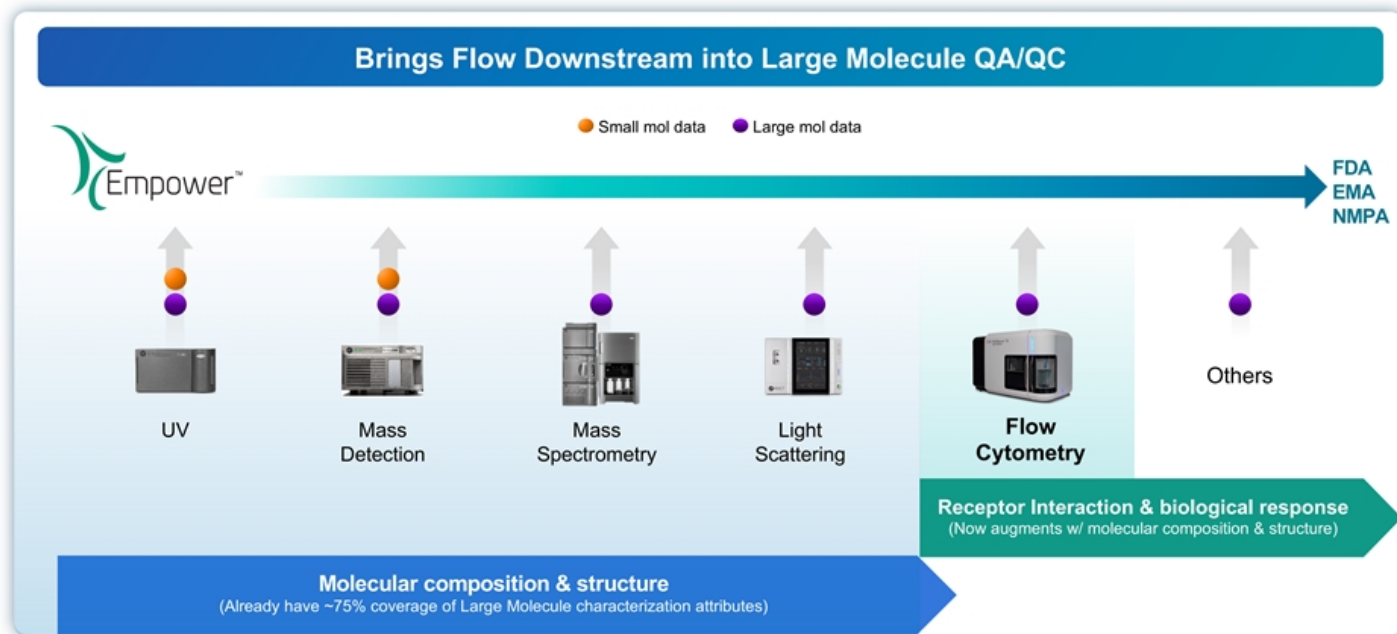 Brings Flow Downstream into Large Molecule QA/QC
Small mol data
Large mol data
Empower™
FDA
EMA
NMPA
UV
Mass
Detection
Mass
Spectrometry
Light
Scattering
Flow
Cytometry
Others
Receptor Interaction & biological response
(Now augments w/ molecular composition & structure)
Molecular composition & structure
(Already have ~75% coverage of Large Molecule characterization attributes)